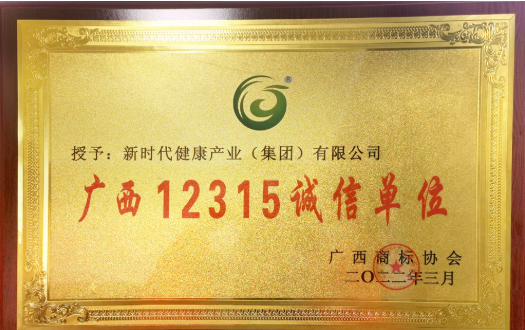 ®
授予：新时代健康产业（集团）有限公司
广西12315诚信单位
广西商标协会
二〇二二年三月